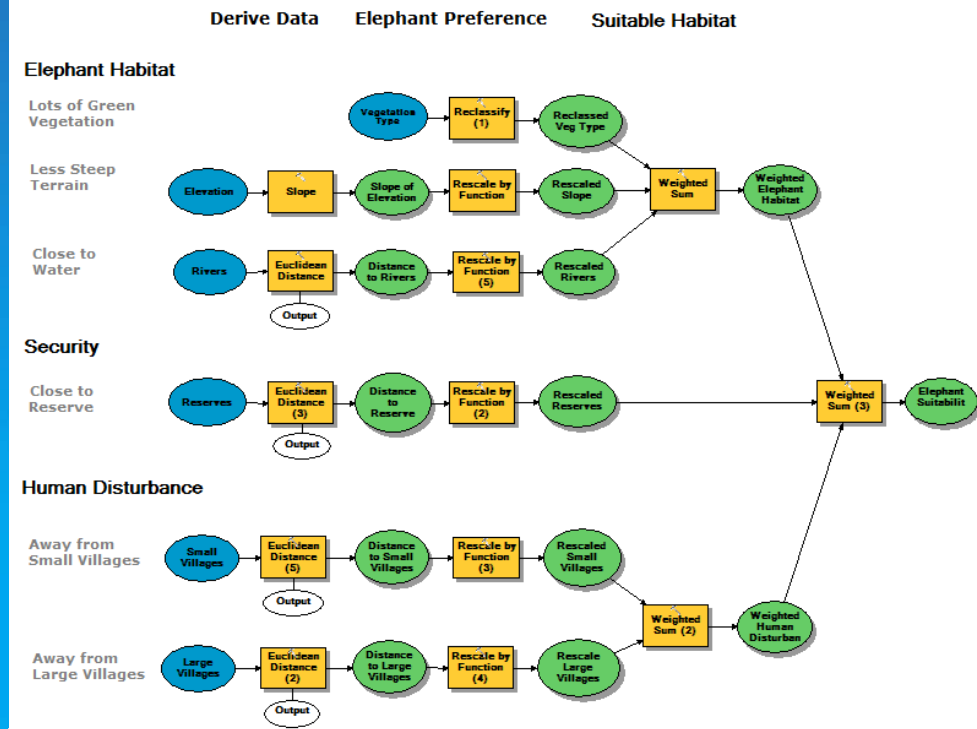 Derive Data
Elephant Preference
Suitable Habitat
Elephant Habitat
Lots of Green
Vegetation
Vegetation
Type
Reclassify
(1)
Reclassed
Veg Type
Less Steep
Terrain
Elevation
Slope
Slope of
Elevation
Rescale by
Function
Rescaled
Slope
Weighted
Sum
Weighted
Elephant
Habitat
Close to
Water
Rivers
Euclidean
Distance
Distance
to Rivers
Rescale by
Function
(5)
Rescaled
Rivers
Output
Security
Close to
Reserve
Reserves
Euclidean
Distance
(3)
Distance
to
Reserve
Rescale by
Function
(2)
Rescaled
Reserves
Weighted
Sum (3)
Elephant
Suitabilit
Output
Human Disturbance
Away from
Small Villages
Small
Villages
Euclidean
Distance
(5)
Distance
to Small
Villages
Rescale by
Function
(3)
Rescaled
Small
Villages
Output
Weighted
Sum (2)
Weighted
Human
Disturban
Away from
Large Villages
Large
Villages
Euclidean
Distance
(2)
Distance
to Large
Villages
Rescale by
Function
(4)
Rescale
Large
Villages
Output